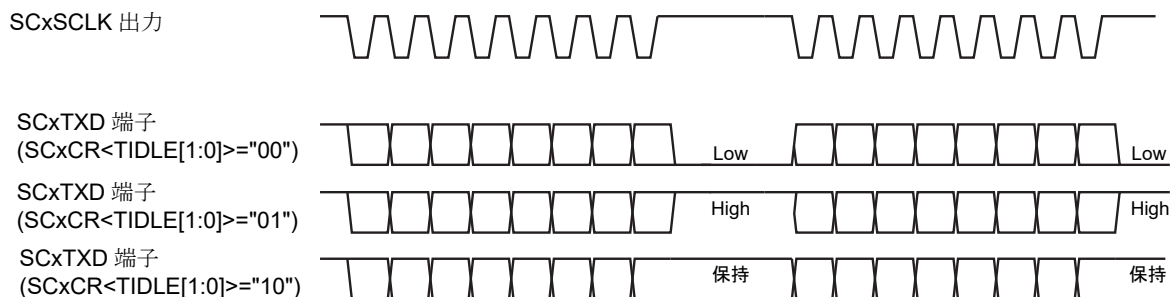 SCxSCLK 出力
SCxTXD 端子
(SCxCR<TIDLE[1:0]>="00")
Low
Low
SCxTXD 端子
(SCxCR<TIDLE[1:0]>="01")
High
High
SCxTXD 端子
(SCxCR<TIDLE[1:0]>="10")
保持
保持